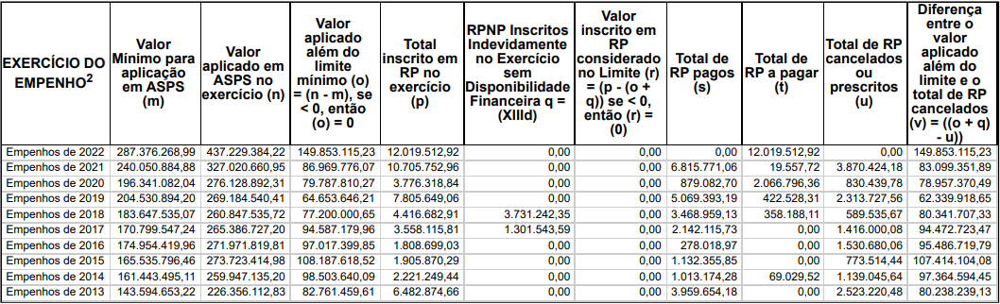 EXERCÍCIO DO
EMPENHO2
Valor
Mínimo para
aplicação
em ASPS
(m)
Valor
aplicado em
ASPS no
exercício (n)
Valor
aplicado
além do
limite
mínimo (o)
= (n - m), se
< 0, então
(o) = 0
Total
inscrito em
RP no
exercício
(p)
RPNP Inscritos
Indevidamente
no Exercício
sem
Disponibilidade
Financeira q =
(XIIId)
Valor
inscrito em
RP
considerado
no Limite (r)
= (p - (o +
q)) se < 0,
então (r) =
(0)
Total de
RP pagos
(s)
Total de
RP a pagar
(t)
Total de RP
cancelados
ou
prescritos
(u)
Diferença
entre o
valor
aplicado
além do
limite e o
total de RP
cancelados
(v) = ((o + q)
- u))
Empenhos de 2022 287.376.268,99 437.229.384,22 149.853.115,23 12.019.512,92 0,00 0,00 0,00 12.019.512,92 0,00 149.853.115,23
Empenhos de 2021 240.050.884,88 327.020.660,95 86.969.776,07 10.705.752,96 0,00 0,00 6.815.771,06 19.557,72 3.870.424,18 83.099.351,89
Empenhos de 2020 196.341.082,04 276.128.892,31 79.787.810,27 3.776.318,84 0,00 0,00 879.082,70 2.066.796,36 830.439,78 78.957.370,49
Empenhos de 2019 204.530.894,20 269.184.540,41 64.653.646,21 7.805.649,06 0,00 0,00 5.069.393,19 422.528,31 2.313.727,56 62.339.918,65
Empenhos de 2018 183.647.535,07 260.847.535,72 77.200.000,65 4.416.682,91 3.731.242,35 0,00 3.468.959,13 358.188,11 589.535,67 80.341.707,33
Empenhos de 2017 170.799.547,24 265.386.727,20 94.587.179,96 3.558.115,81 1.301.543,59 0,00 2.142.115,73 0,00 1.416.000,08 94.472.723,47
Empenhos de 2016 174.954.419,96 271.971.819,81 97.017.399,85 1.808.699,03 0,00 0,00 278.018,97 0,00 1.530.680,06 95.486.719,79
Empenhos de 2015 165.535.796,46 273.723.414,98 108.187.618,52 1.905.870,29 0,00 0,00 1.132.355,85 0,00 773.514,44 107.414.104,08
Empenhos de 2014 161.443.495,11 259.947.135,20 98.503.640,09 2.221.249,44 0,00 0,00 1.013.174,28 69.029,52 1.139.045,64 97.364.594,45
Empenhos de 2013 143.594.653,22 226.356.112,83 82.761.459,61 6.482.874,66 0,00 0,00 3.959.654,18 0,00 2.523.220,48 80.238.239,13